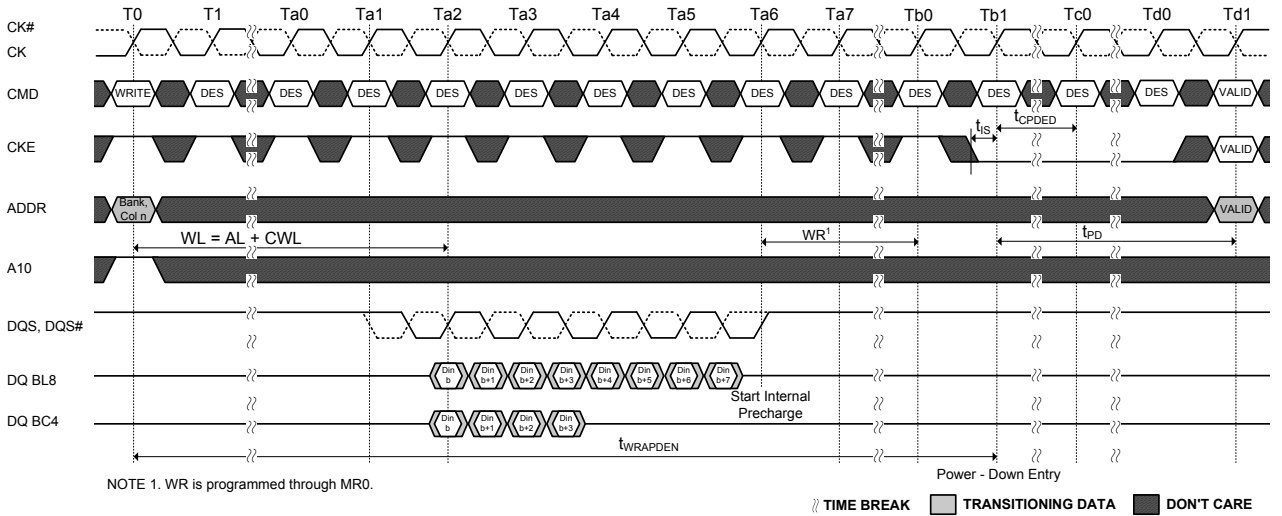 T0 T1 Ta0 Ta1 Ta2 Ta3 Ta4 Ta5 Ta6 Ta7 Tb0 Tb1 Tc0 Td0 Td1
CK#
CK
CMD WRITE DES DES DES DES DES DES DES DES DES DES DES DES DES VALID
tIS tCPDED
CKE VALID
ADDR Bank, Col n VALID
WL = AL + CWL WR¹ tPD
A10
DQS, DQS#
DQ BL8 Din b Din b+1 Din b+2 Din b+3 Din b+4 Din b+5 Din b+6 Din b+7
Start Internal
Precharge
DQ BC4 Din b Din b+1 Din b+2 Din b+3
tWRAPDEN
Power - Down Entry
NOTE 1. WR is programmed through MR0.
TIME BREAK TRANSITIONING DATA DON'T CARE